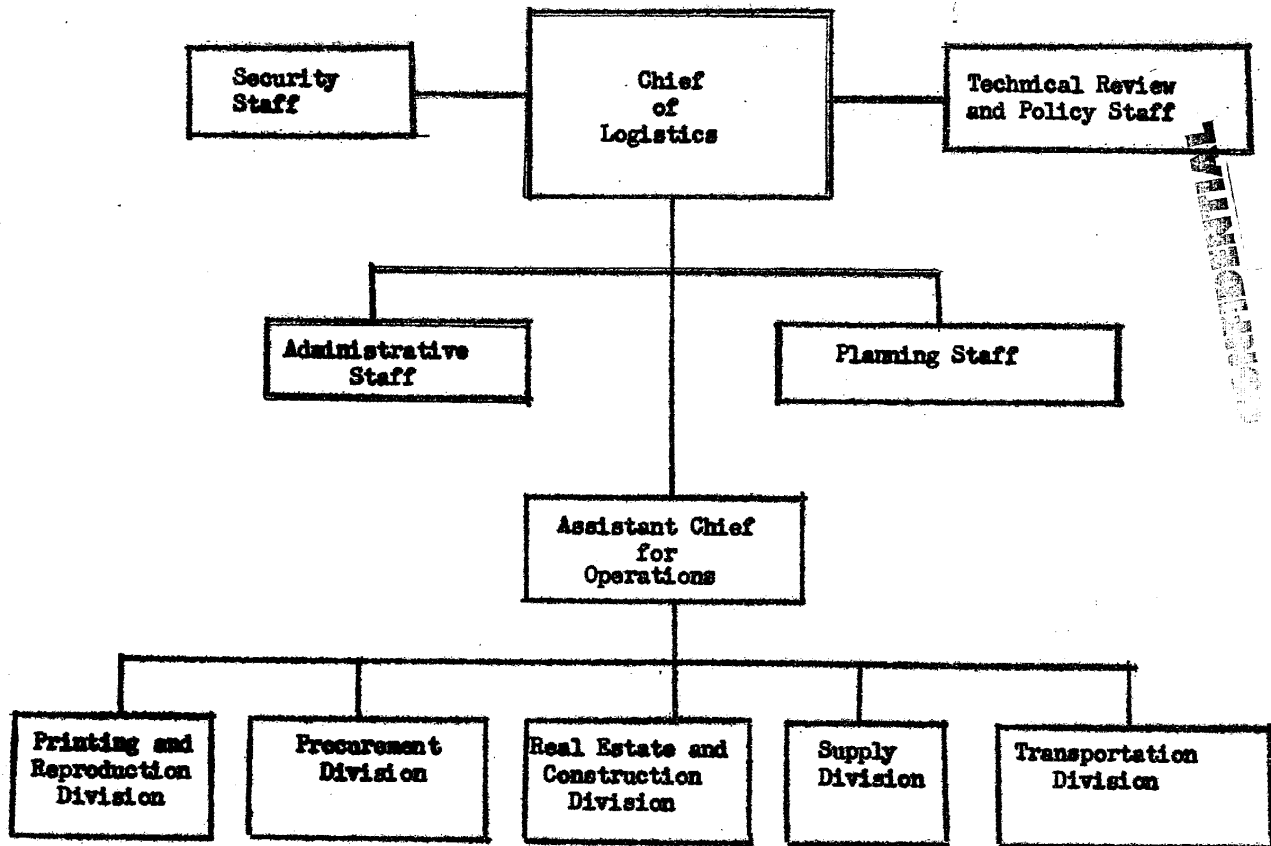 Security
Staff
Chief
of
Logistics
Technical Review
and Policy Staff
Administrative
Staff
Planning Staff
Assistant Chief
for
Operations
Printing and
Reproduction
Division
Procurement
Division
Real Estate and
Construction
Division
Supply
Division
Transportation
Division